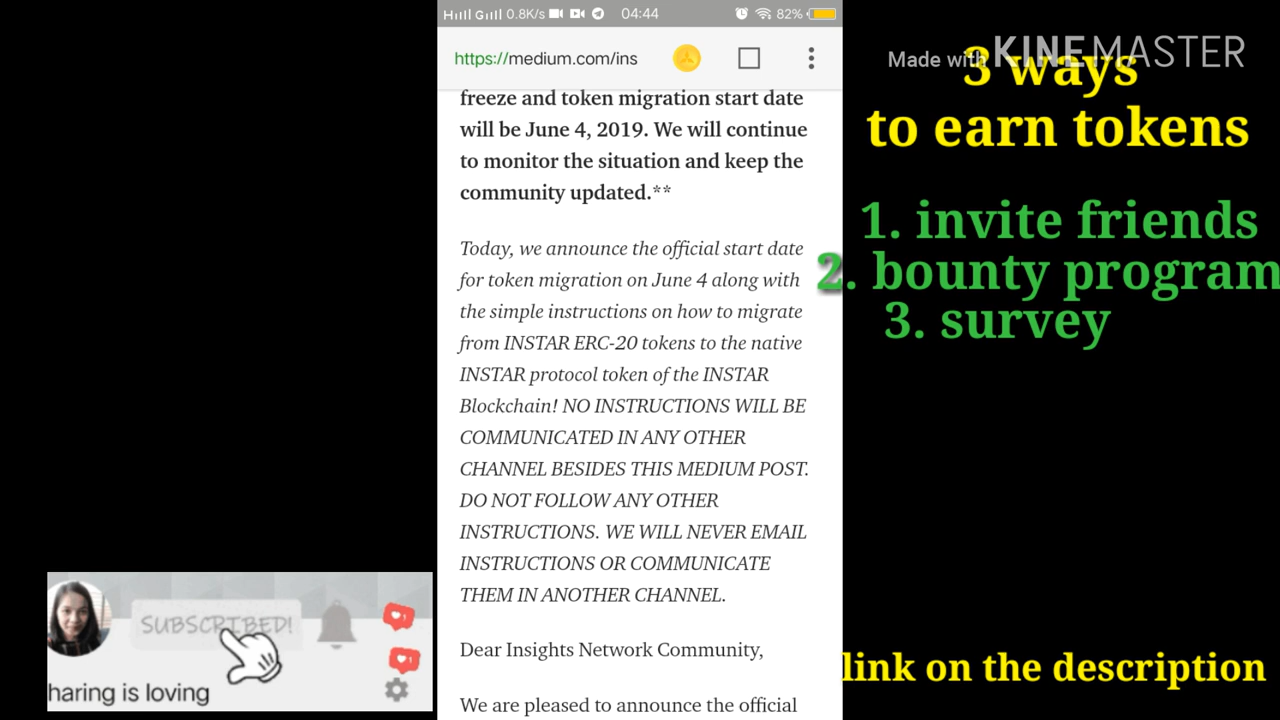 0.8K/s
04:44
82%
https://medium.com/ins
freeze and token migration start date
will be June 4, 2019. We will continue
to monitor the situation and keep the
community updated.**
Today, we announce the official start date
for token migration on June 4 along with
the simple instructions on how to migrate
from INSTAR ERC-20 tokens to the native
INSTAR protocol token of the INSTAR
Blockchain! NO INSTRUCTIONS WILL BE
COMMUNICATED IN ANY OTHER
CHANNEL BESIDES THIS MEDIUM POST.
DO NOT FOLLOW ANY OTHER
INSTRUCTIONS. WE WILL NEVER EMAIL
INSTRUCTIONS OR COMMUNICATE
THEM IN ANOTHER CHANNEL.
Dear Insights Network Community,
We are pleased to announce the official
Made with KINEMASTER
3 ways
to earn tokens
1. invite friends
2. bounty program
3. survey
link on the description
SUBSCRIBED!
haring is loving